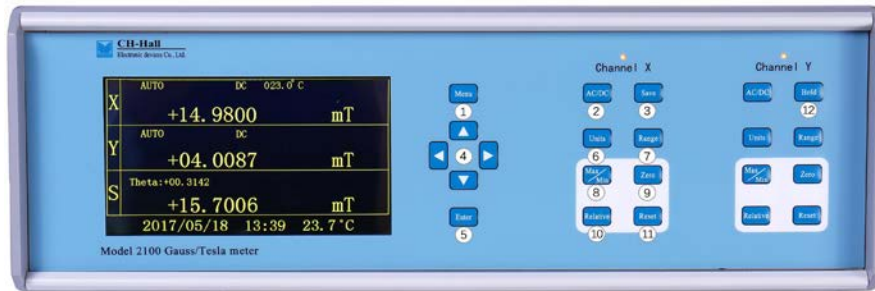 CH-Hall
Electronic devices Co., Ltd.
X
AUTO DC 023.0°C
+14.9800 mT
Y
AUTO DC
+04.0087 mT
S
Theta:+00.3142
+15.7006 mT
2017/05/18 13:39 23.7°C
Model 2100 Gauss/Tesla meter
Menu
1
4
Enter
5
Channel X
AC/DC Save
2 3
Units Range
6 7
Max/Min Zero
8 9
Relative Reset
10 11
Channel Y
AC/DC Hold
12
Units Range
Max/Min Zero
Relative Reset